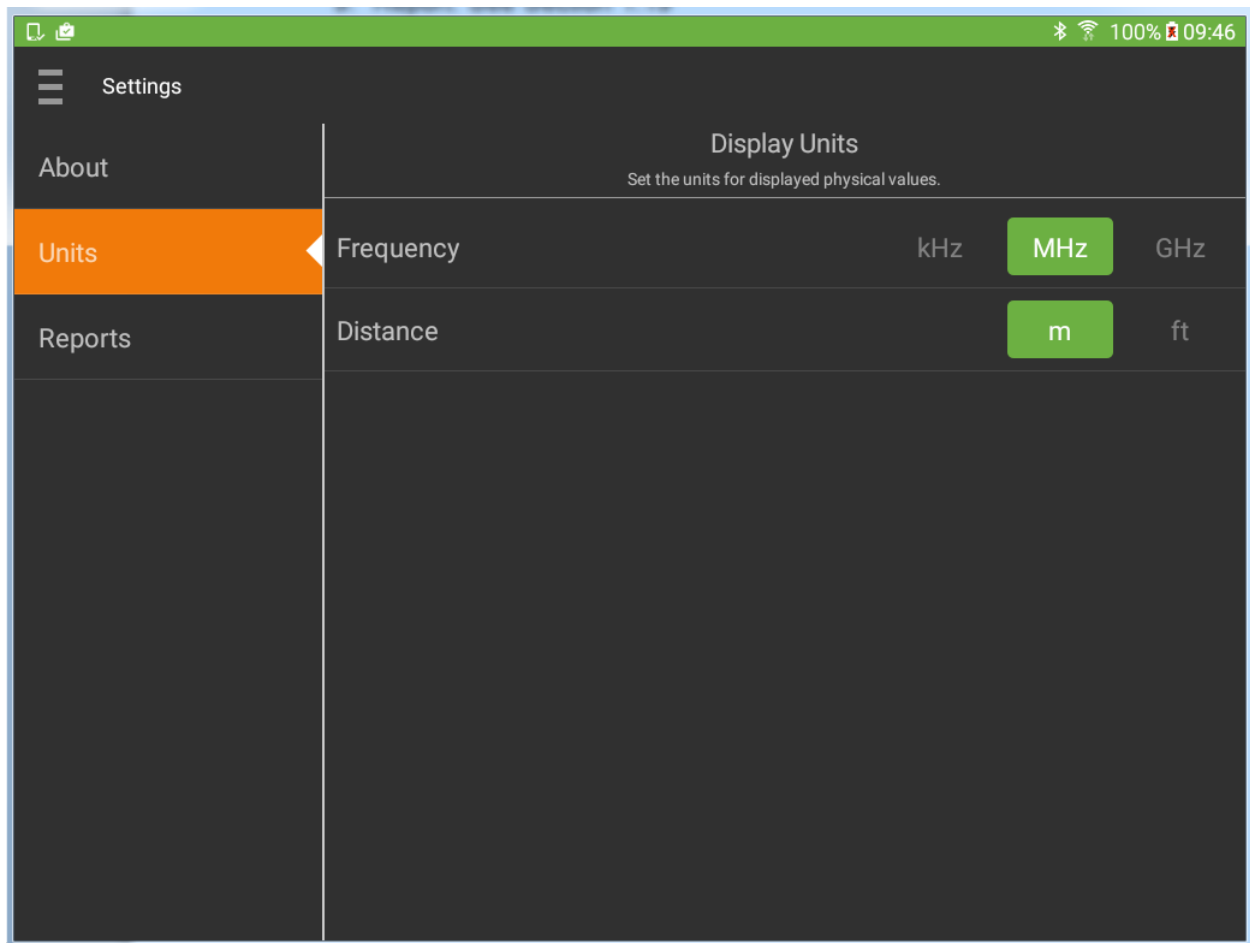 100% 09:46
Settings
About
Units
Reports
Display Units
Set the units for displayed physical values.
Frequency kHz MHz GHz
Distance m ft